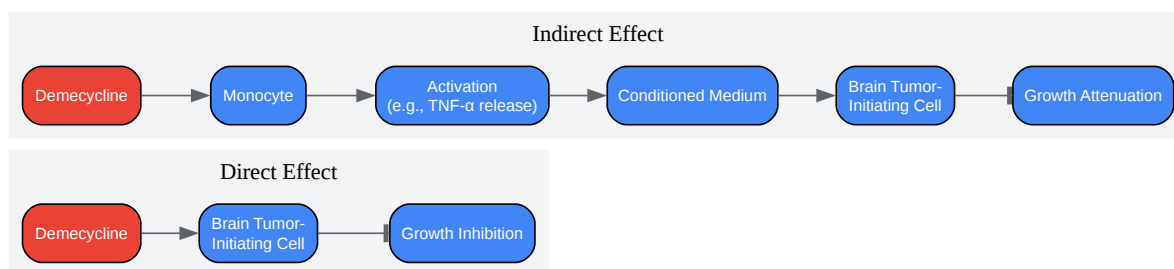 Indirect Effect
Demecycline
Monocyte
Activation
(e.g., TNF-α release)
Conditioned Medium
Brain Tumor-
Initiating Cell
Growth Attenuation
Direct Effect
Demecycline
Brain Tumor-
Initiating Cell
Growth Inhibition